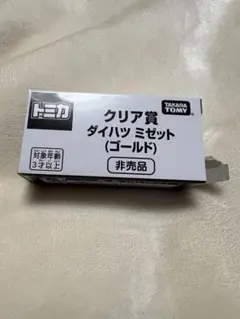 トミカ
クリア賞
TAKARA
TOMY
ダイハツ ミゼット
(ゴールド)
対象年齢
3才以上
非売品